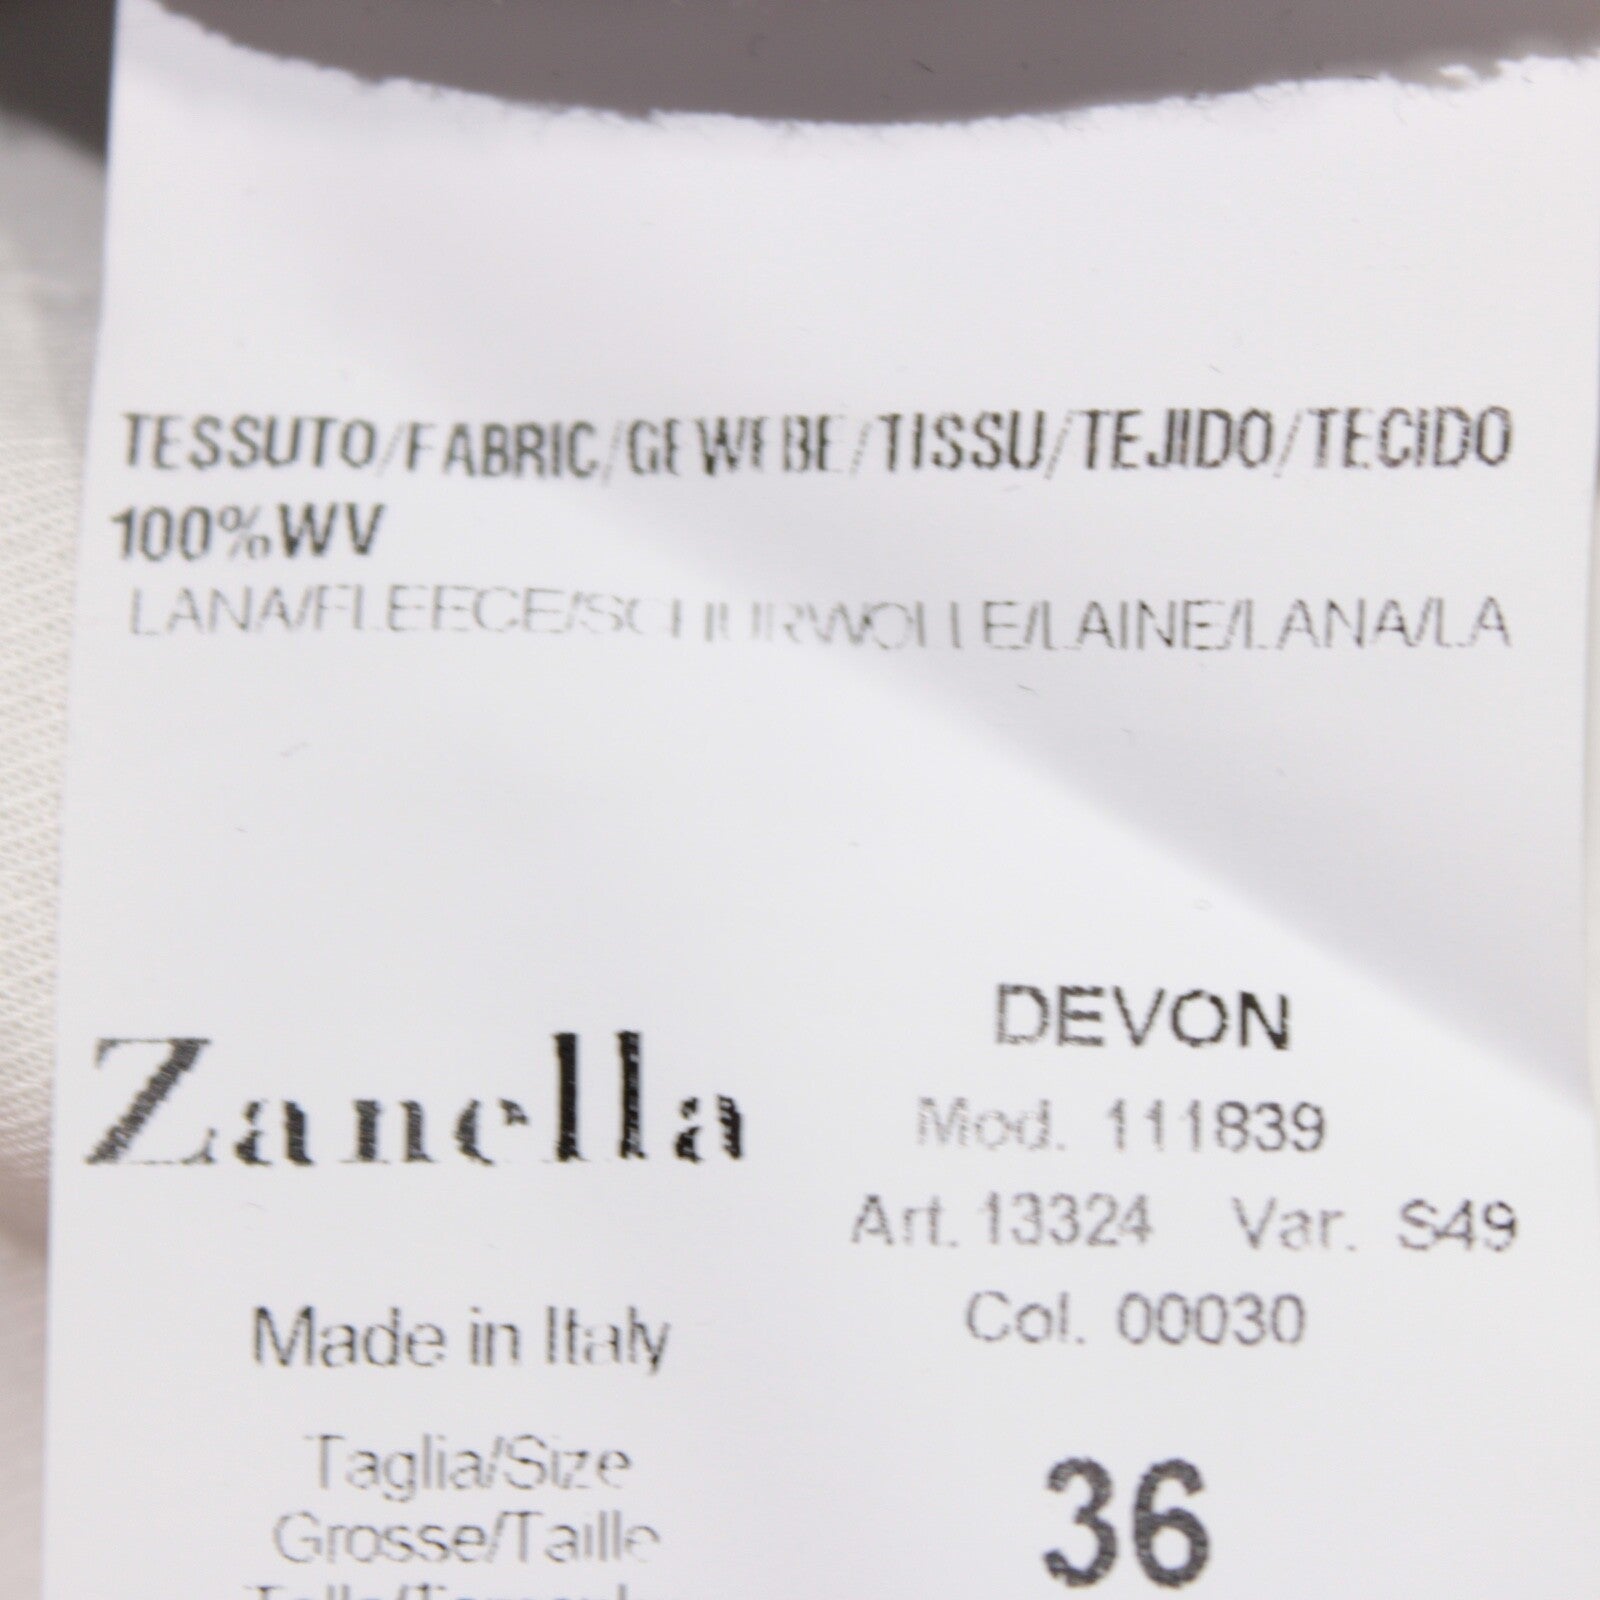 TESSUTO/FABRIC/GEWEBE/TISSU/TEJIDO/TECIDO
100%WV
LANA/FLEECE/SCHURWOLLE/LAINE/LANA/LA
Zanella
Made in Italy
DEVON
Mod. 111839
Art. 13324 Var. S49
Col. 00030
Taglia/Size
Grosse/Taille
36